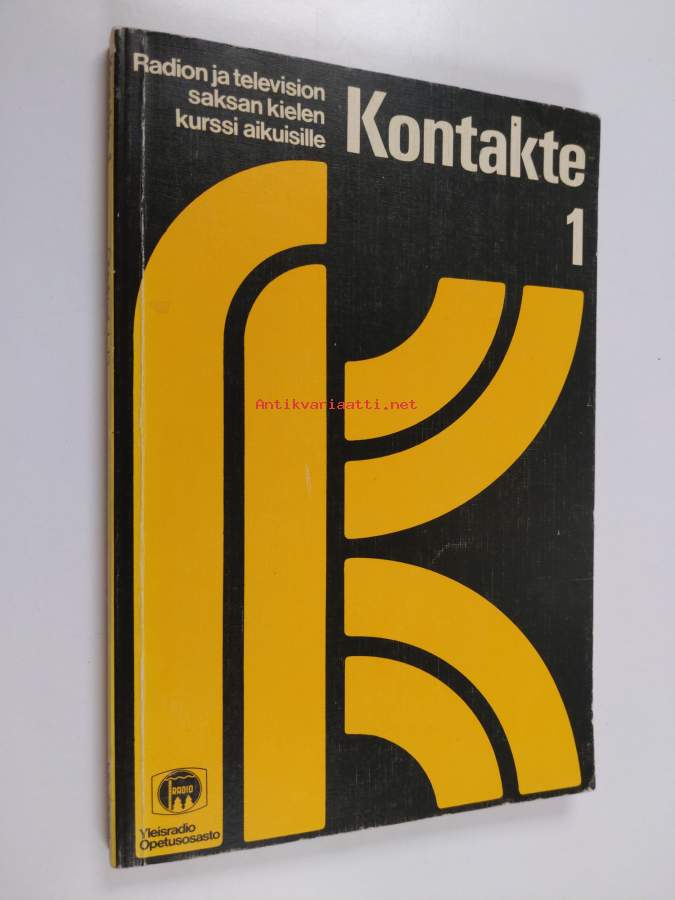 Radion ja television
saksan kielen
kurssi aikuisille
Kontakte
1
Antikvariaatti.net
RADIO
Yleisradio
Opetusosasto